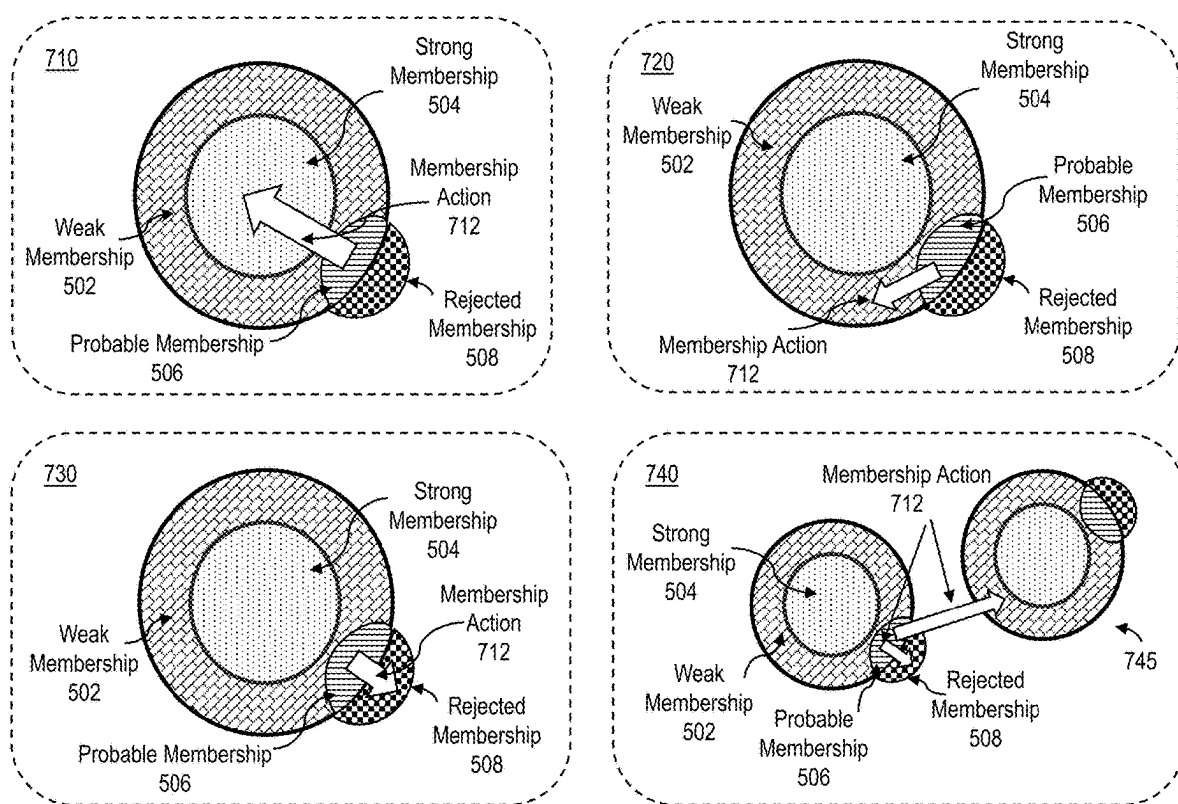 710
Strong
Membership
504
Membership
Action
712
Weak
Membership
502
Rejected
Membership
508
Probable Membership
506
720
Strong
Membership
504
Weak
Membership
502
Probable
Membership
506
Rejected
Membership
508
Membership Action
712
730
Strong
Membership
504
Membership
Action
712
Weak
Membership
502
Rejected
Membership
508
Probable Membership
506
740
Membership Action
712
Strong
Membership
504
745
Weak
Membership
502
Rejected
Membership
508
Probable
Membership
506